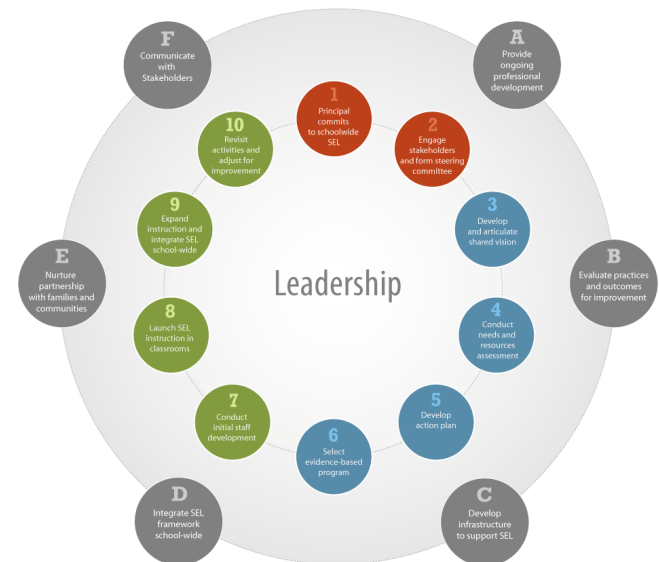 F
Communicate
with
Stakeholders
A
Provide
ongoing
professional
development
1
Principal
commits
to schoolwide
SEL
2
Engage
stakeholders
and form steering
committee
3
Develop
and articulate
shared vision
4
Conduct
needs and
resources
assessment
5
Develop
action plan
6
Select
evidence-based
program
7
Conduct
initial staff
development
8
Launch SEL
instruction in
classrooms
9
Expand
Instruction and
integrate SEL
school-wide
10
Revisit
activities and
adjust for
improvement
Leadership
B
Evaluate practices
and outcomes
for improvement
C
Develop
infrastructure
to support SEL
D
Integrate SEL
framework
school-wide
E
Nurture
partnership
with families and
communities